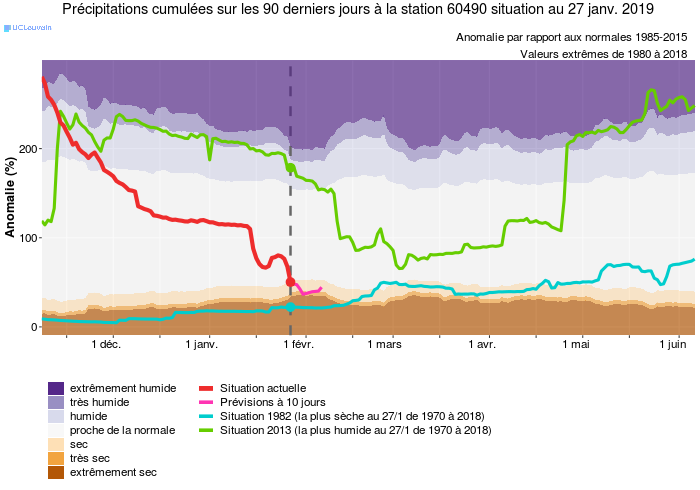 Précipitations cumulées sur les 90 derniers jours à la station 60490 situation au 27 janv. 2019
UCLouvain
Anomalie par rapport aux normales 1985-2015
Valeurs extrêmes de 1980 à 2018
Anomalie (%)
200
100
0
1 déc. 1 janv. 1 févr. 1 mars 1 avr. 1 mai 1 juin
extrêmement humide
très humide
humide
proche de la normale
sec
très sec
extrêmement sec
Situation actuelle
Prévisions à 10 jours
Situation 1982 (la plus sèche au 27/1 de 1970 à 2018)
Situation 2013 (la plus humide au 27/1 de 1970 à 2018)